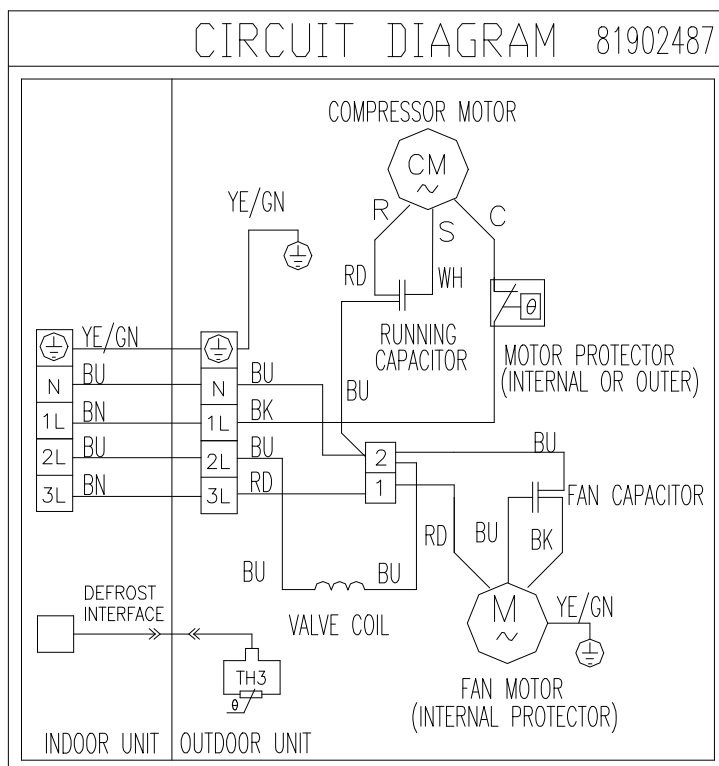 CIRCUIT DIAGRAM 81902487
COMPRESSOR MOTOR
CM
~
R
S
C
YE/GN
RD
WH
θ
RUNNING
CAPACITOR
MOTOR PROTECTOR
(INTERNAL OR OUTER)
YE/GN
N
BU
N
BU
BU
1L
BN
1L
BK
2L
BU
2L
BU
2
BU
3L
BN
3L
RD
1
FAN CAPACITOR
RD
BU
BK
BU
BU
VALVE COIL
M
~
YE/GN
DEFROST
INTERFACE
TH3
θ
FAN MOTOR
(INTERNAL PROTECTOR)
INDOOR UNIT
OUTDOOR UNIT